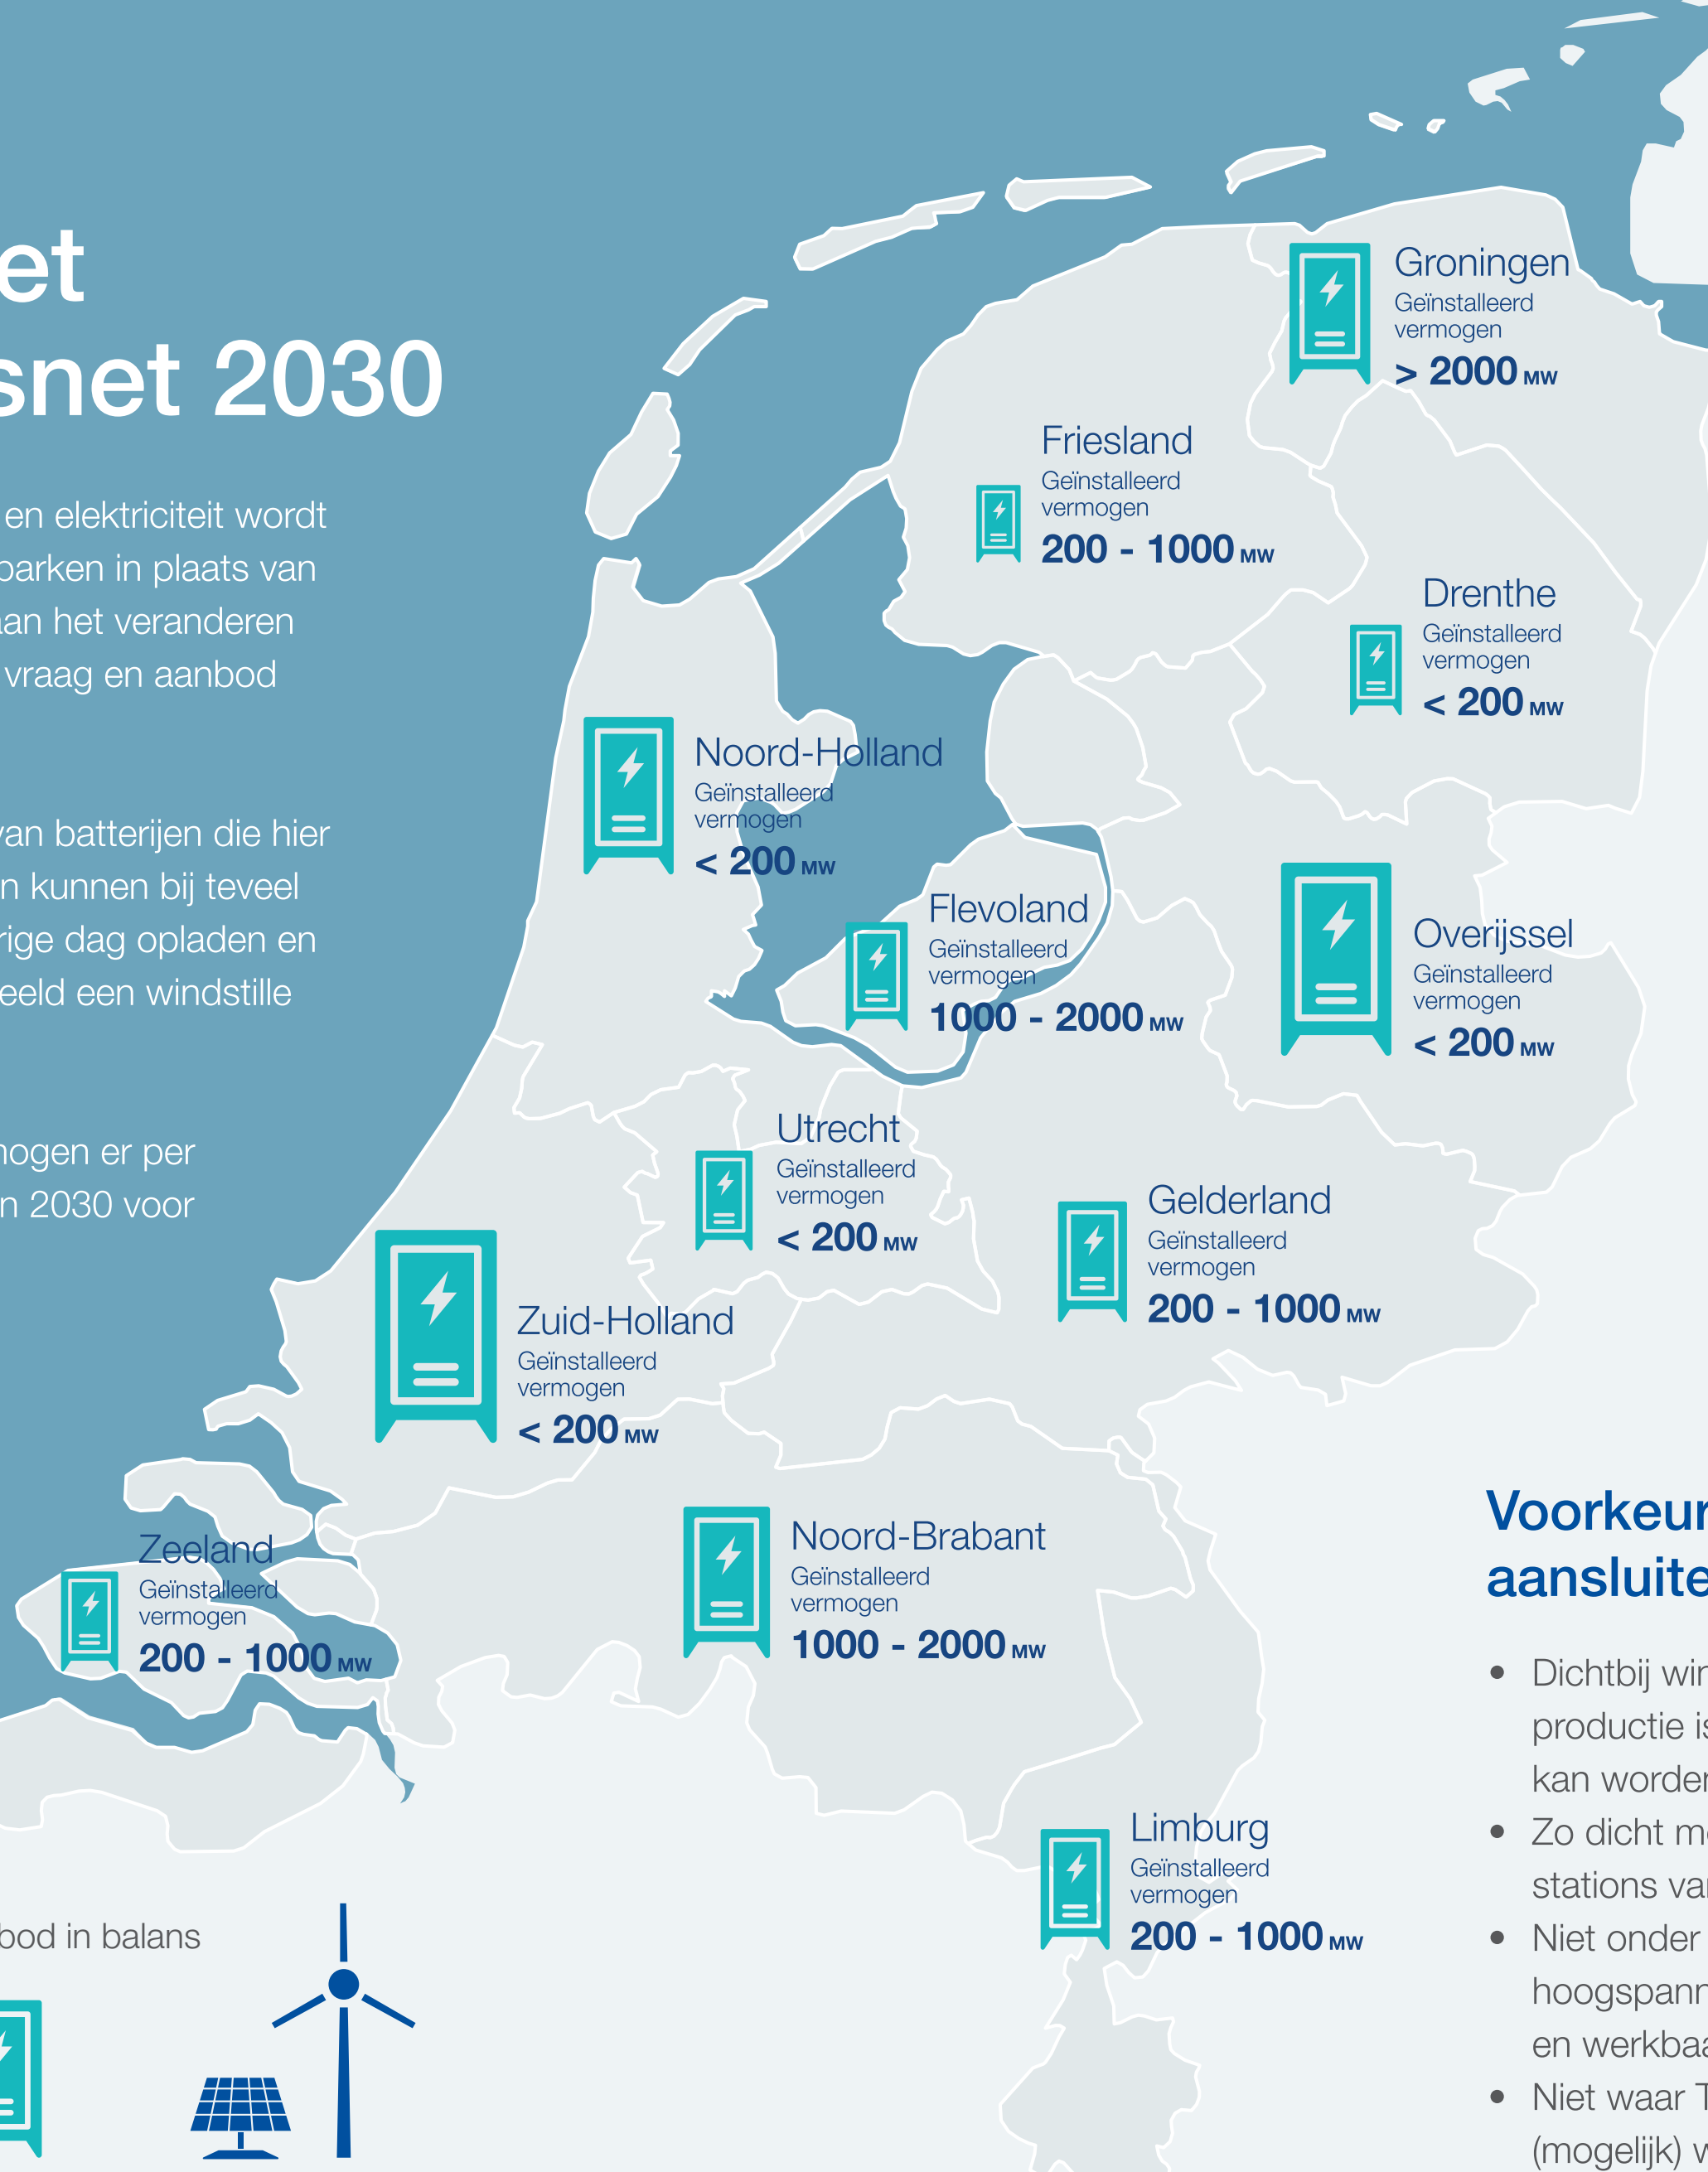 et
snet 2030
en elektriciteit wordt
parken in plaats van
aan het veranderen
vraag en aanbod
van batterijen die hier
n kunnen bij teveel
rige dag opladen en
eeld een windstille
mogen er per
n 2030 voor
Groningen
Geïnstalleerd
vermogen
> 2000 MW
Friesland
Geïnstalleerd
vermogen
200 - 1000 MW
Drenthe
Geïnstalleerd
vermogen
< 200 MW
Noord-Holland
Geïnstalleerd
vermogen
< 200 MW
Flevoland
Geïnstalleerd
vermogen
1000 - 2000 MW
Overijssel
Geïnstalleerd
vermogen
< 200 MW
Utrecht
Geïnstalleerd
vermogen
< 200 MW
Gelderland
Geïnstalleerd
vermogen
200 - 1000 MW
Zuid-Holland
Geïnstalleerd
vermogen
< 200 MW
Zeeland
Geïnstalleerd
vermogen
200 - 1000 MW
Noord-Brabant
Geïnstalleerd
vermogen
1000 - 2000 MW
Limburg
Geïnstalleerd
vermogen
200 - 1000 MW
bod in balans
Voorkeur
aansluite
• Dichtbij win
productie is
kan worden
• Zo dicht mo
stations van
• Niet onder
hoogspann
en werkbaa
• Niet waar T
(mogelijk) w